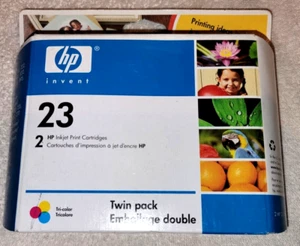 Printing
hp
invent
23
2 HP Inkjet Print Cartridges
Cartouches d'impression à jet d'encre HP
Tri-color
Tricolore
Twin pack
Emballage double